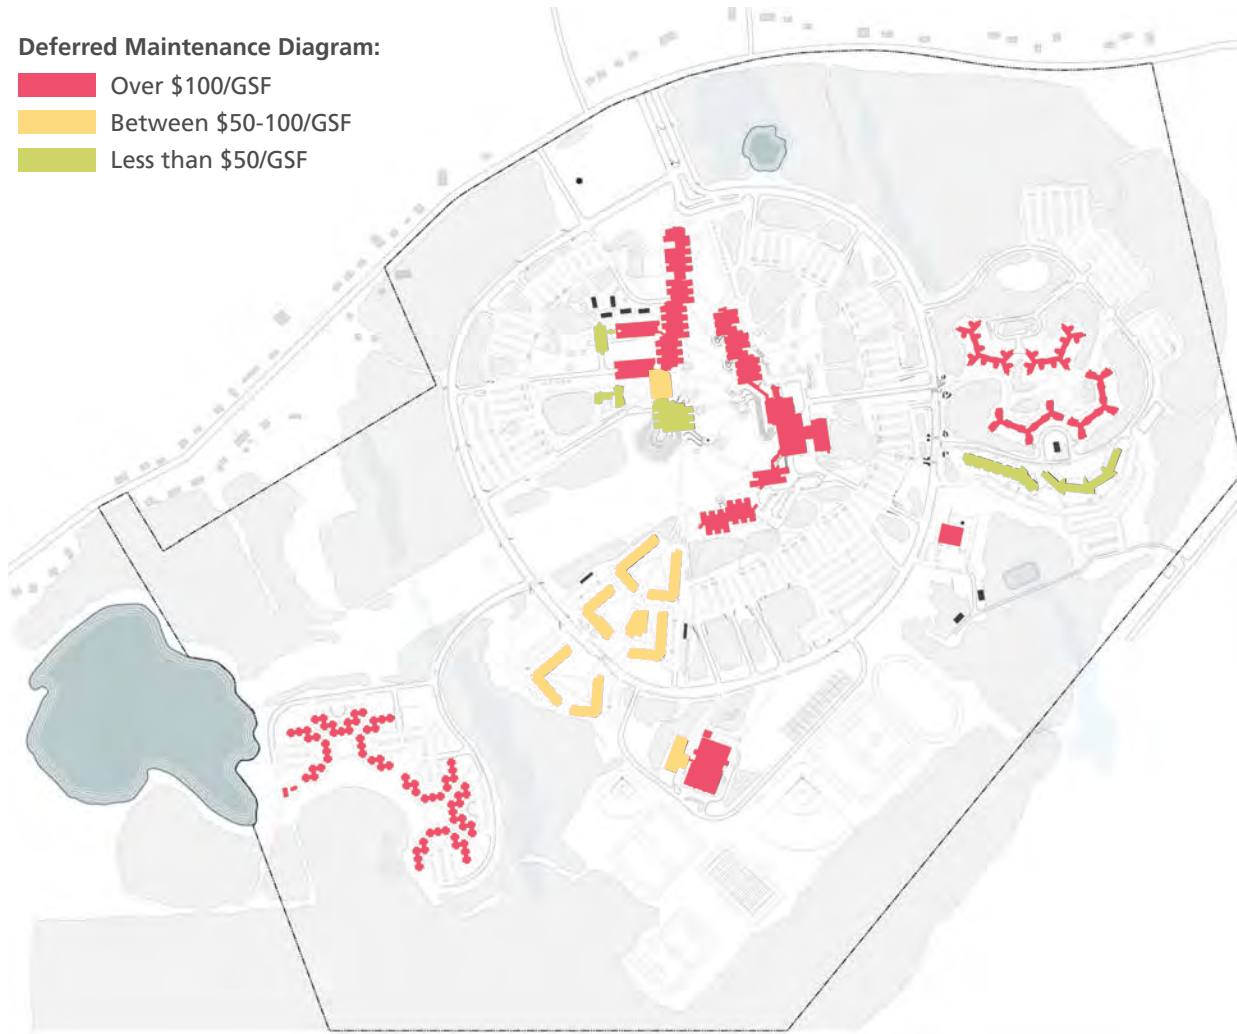 Deferred Maintenance Diagram:
Over $100/GSF
Between $50-100/GSF
Less than $50/GSF